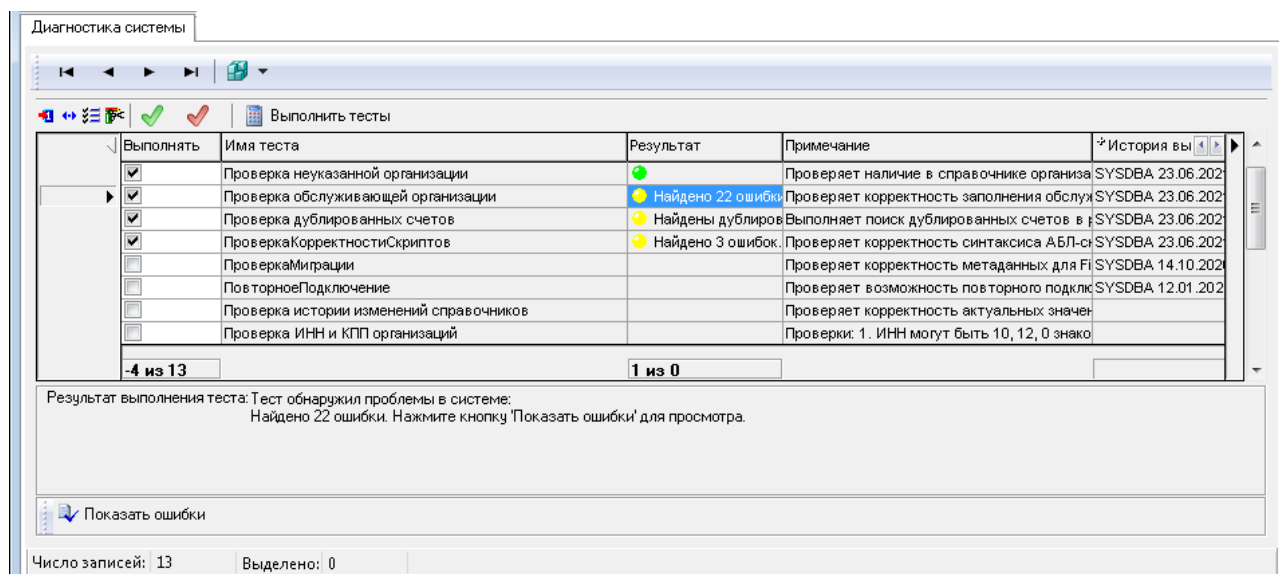 Диагностика системы
Выполнить тесты
Выполнять Имя теста Результат Примечание История вы
Проверка неуказанной организации Проверяет наличие в справочнике организа SYSDBA 23.06.202
Проверка обслуживающей организации Найдено 22 ошибки Проверяет корректность заполнения обслуж SYSDBA 23.06.202
Проверка дублированных счетов Найдены дублиров Выполняет поиск дублированных счетов в р SYSDBA 23.06.202
ПроверкаКорректностиСкриптов Найдено 3 ошибок. Проверяет корректность синтаксиса АБЛ-ск SYSDBA 23.06.202
ПроверкаМиграции Проверяет корректность метаданных для Fi SYSDBA 14.10.202
ПовторноеПодключение Проверяет возможность повторного подклю SYSDBA 12.01.202
Проверка истории изменений справочников Проверяет корректность актуальных значен
Проверка ИНН и КПП организаций Проверки: 1. ИНН могут быть 10, 12, 0 знако
-4 из 13 1 из 0
Результат выполнения теста: Тест обнаружил проблемы в системе:
Найдено 22 ошибки. Нажмите кнопку 'Показать ошибки' для просмотра.
Показать ошибки
Число записей: 13 Выделено: 0